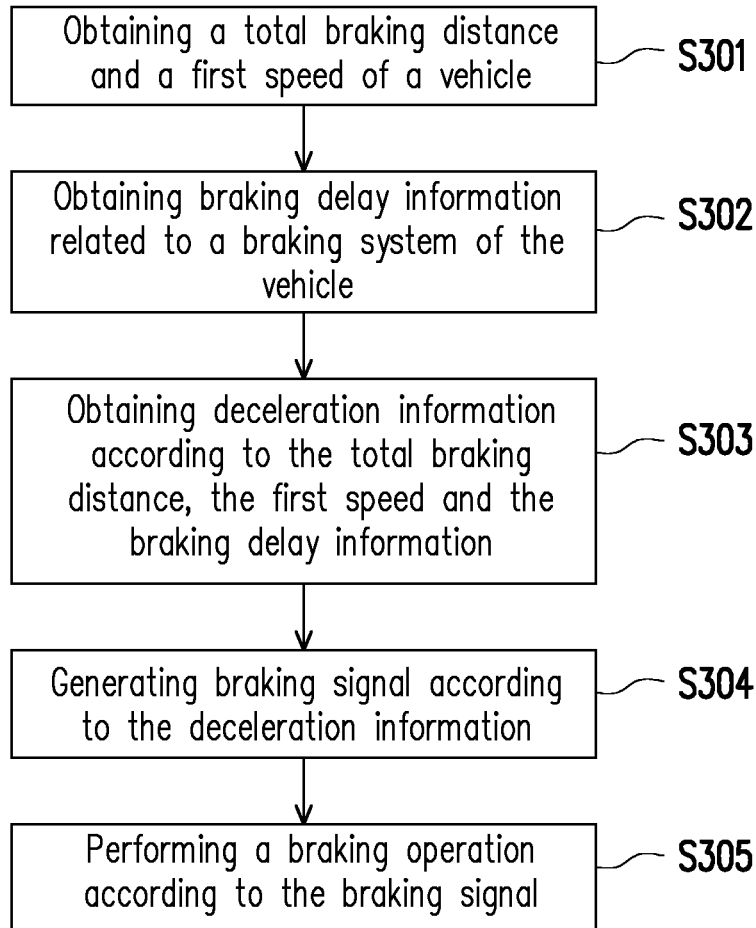 Obtaining a total braking distance
and a first speed of a vehicle
S301
Obtaining braking delay information
related to a braking system of the
vehicle
S302
Obtaining deceleration information
according to the total braking
distance, the first speed and the
braking delay information
S303
Generating braking signal according
to the deceleration information
S304
Performing a braking operation
according to the braking signal
S305